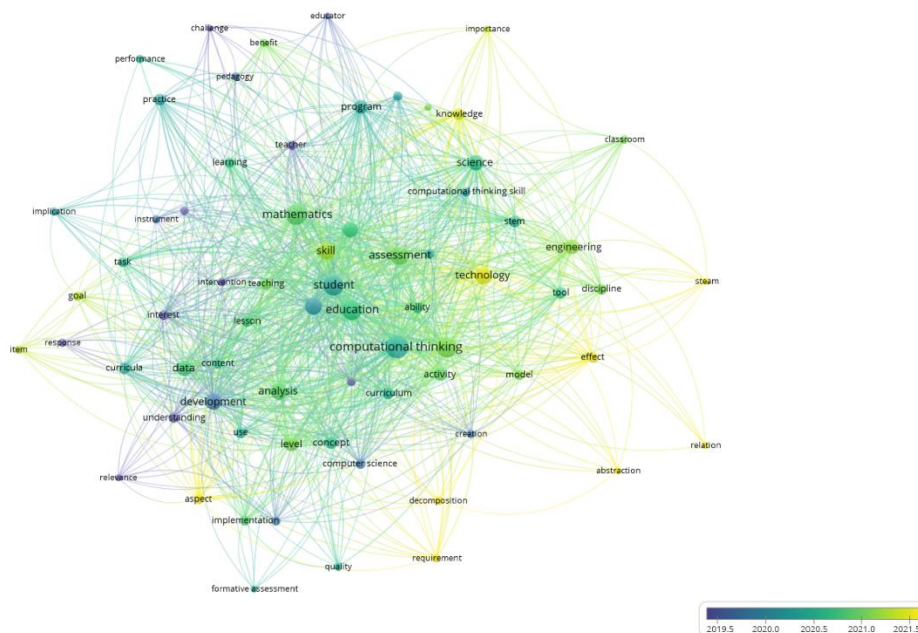 educator
challenge
importance
benefit
performance
pedagogy
practice
program
knowledge
teacher
classroom
learning
science
computational thinking skill
implication
instrument
mathematics
stem
skill
engineering
assessment
task
technology
steam
intervention
teaching
student
discipline
goal
tool
interest
lesson
education
ability
response
item
computational thinking
effect
curricula
data
content
activity
model
analysis
curriculum
development
understanding
use
level
concept
creation
relation
computer science
abstraction
relevance
aspect
decomposition
implementation
requirement
quality
formative assessment
2019.5 2020.0 2020.5 2021.0 2021.5